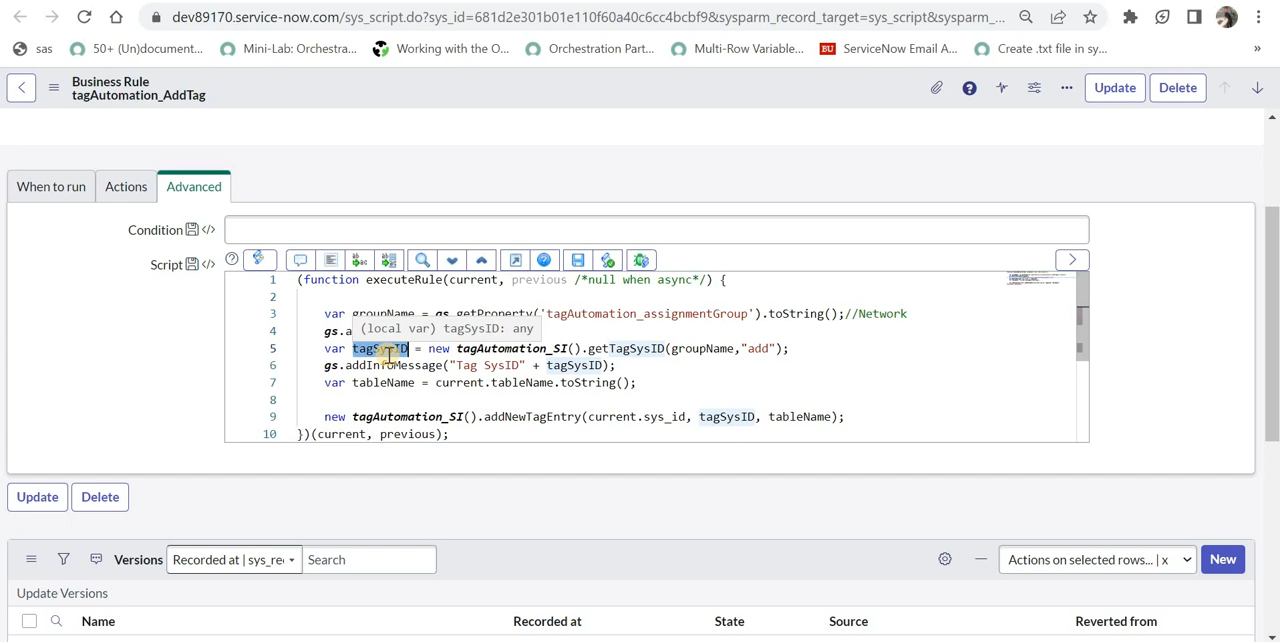 dev89170.service-now.com/sys_script.do?sys_id=681d2e301b01e110f60a40c6cc4bcbf9&sysparm_record_target=sys_script&sysparm_...
sas 50+ (Un)document... Mini-Lab: Orchestra... Working with the O... Orchestration Part... Multi-Row Variable... BU ServiceNow Email A... Create .txt file in sy... »
Business Rule
tagAutomation_AddTag
Update Delete
When to run Actions Advanced
Condition
Script
1 (function executeRule(current, previous /*null when async*/) {
2
3 var groupName = gs.getProperty('tagAutomation_assignmentGroup').toString();//Network
(local var) tagSysID: any
4 gs.a
5 var tagSysID = new tagAutomation_SI().getTagSysID(groupName,"add");
6 gs.addInfoMessage("Tag SysID" + tagSysID);
7 var tableName = current.tableName.toString();
8
9 new tagAutomation_SI().addNewTagEntry(current.sys_id, tagSysID, tableName);
10 })(current, previous);
Update Delete
Versions Recorded at | sys_re Search Actions on selected rows... | x New
Update Versions
Name Recorded at State Source Reverted from